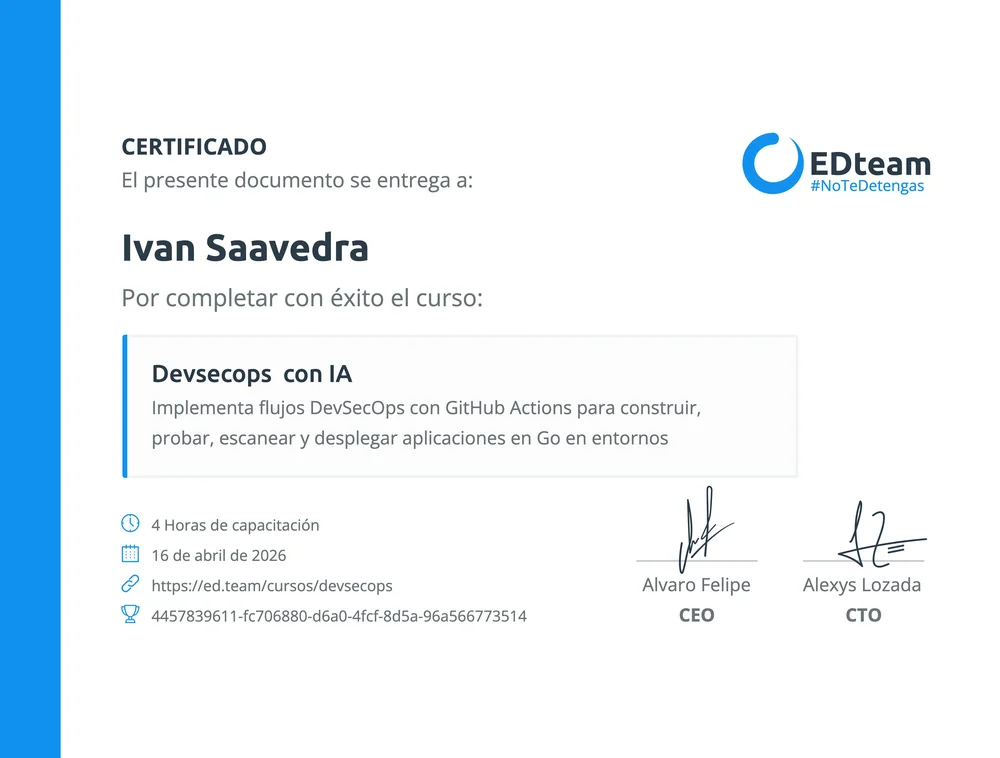 CERTIFICADO
El presente documento se entrega a:
EDteam
#NoTeDetengas
Ivan Saavedra
Por completar con éxito el curso:
Devsecops  con IA
Implementa flujos DevSecOps con GitHub Actions para construir,
probar, escanear y desplegar aplicaciones en Go en entornos
4 Horas de capacitación
16 de abril de 2026
https://ed.team/cursos/devsecops
4457839611-fc706880-d6a0-4fcf-8d5a-96a566773514
Alvaro Felipe
CEO
Alexys Lozada
CTO